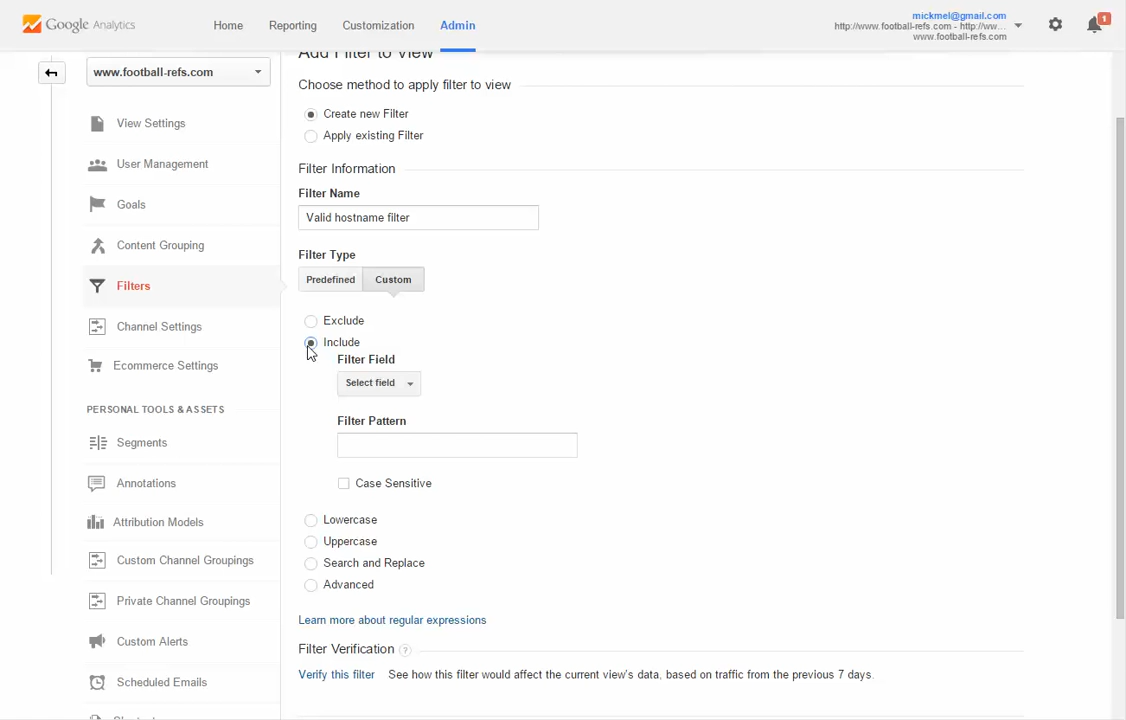 Google Analytics
Home
Reporting
Customization
Admin
mickmel@gmail.com
http://www.football-refs.com - http://ww...
www.football-refs.com
1
www.football-refs.com
View Settings
User Management
Goals
Content Grouping
Filters
Channel Settings
Ecommerce Settings
PERSONAL TOOLS & ASSETS
Segments
Annotations
Attribution Models
Custom Channel Groupings
Private Channel Groupings
Custom Alerts
Scheduled Emails
Add Filter to View
Choose method to apply filter to view
Create new Filter
Apply existing Filter
Filter Information
Filter Name
Valid hostname filter
Filter Type
Predefined
Custom
Exclude
Include
Filter Field
Select field
Filter Pattern
Case Sensitive
Lowercase
Uppercase
Search and Replace
Advanced
Learn more about regular expressions
Filter Verification ?
Verify this filter See how this filter would affect the current view's data, based on traffic from the previous 7 days.